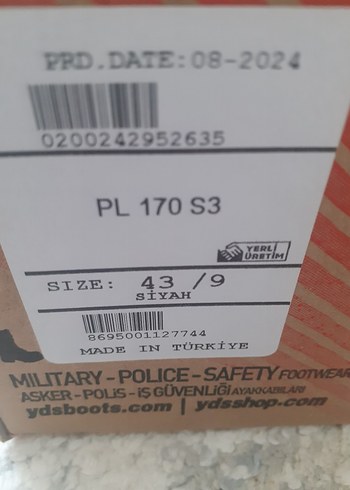 PRD.DATE:08-2024
0200242952635
PL 170 S3
YERLİ
ÜRETİM
SIZE: 43 /9
SİYAH
8695001127744
MADE IN TÜRKİYE
MILITARY - POLICE - SAFETY FOOTWEAR
ASKER - POLİS - İŞ GÜVENLİĞİ AYAKKABILARI
ydsboots.com | ydsshop.com